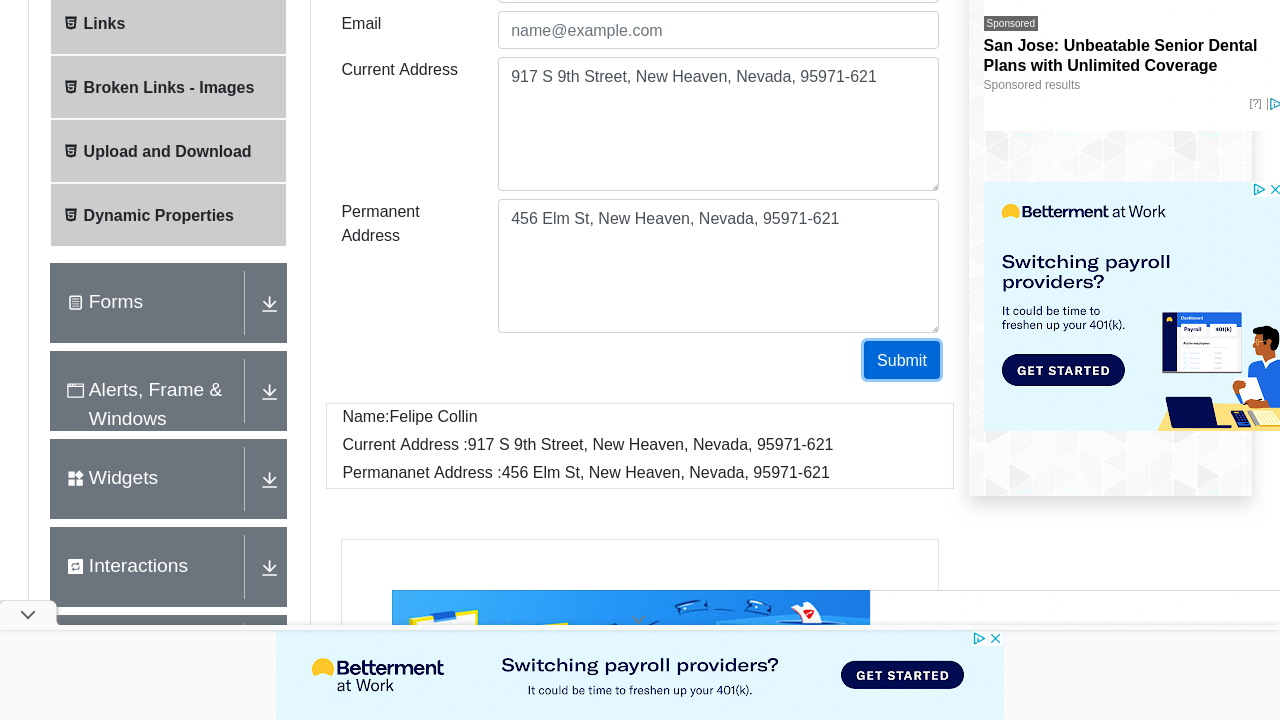 Links
Broken Links - Images
Upload and Download
Dynamic Properties
Forms
Alerts, Frame &
Windows
Widgets
Interactions
Email
name@example.com
Current Address
917 S 9th Street, New Heaven, Nevada, 95971-621
Permanent
Address
456 Elm St, New Heaven, Nevada, 95971-621
Submit
Name:Felipe Collin
Current Address :917 S 9th Street, New Heaven, Nevada, 95971-621
Permananet Address :456 Elm St, New Heaven, Nevada, 95971-621
Sponsored
San Jose: Unbeatable Senior Dental
Plans with Unlimited Coverage
Sponsored results
[?]
Betterment at Work
Switching payroll
providers?
It could be time to
freshen up your 401(k).
GET STARTED
Dashboard
Payroll 401(k)
Betterment
at Work
Switching payroll providers?
It could be time to freshen up your 401(k).
GET STARTED